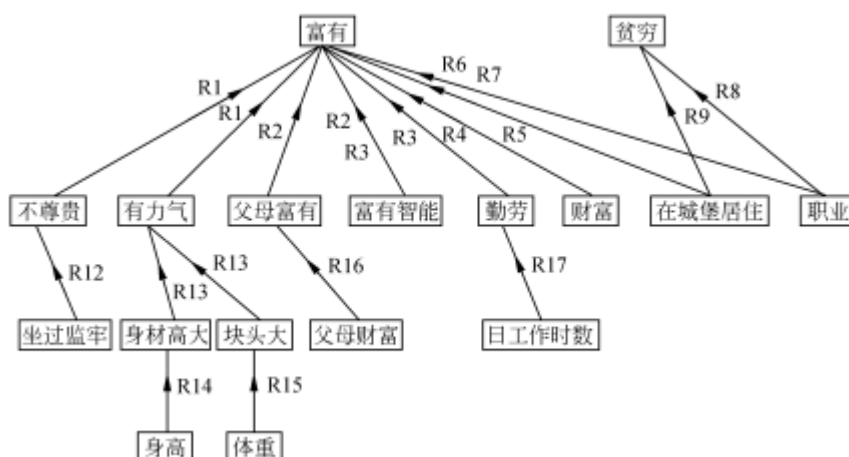 富有 贫穷
R6
R7
R1 R8
R1 R2 R2 R3 R4 R5 R9
R3
不尊贵 有力气 父母富有 富有智能 勤劳 财富 在城堡居住 职业
R12 R13 R13 R16 R17
坐过监牢 身材高大 块头大 父母财富 日工作时数
R14 R15
身高 体重